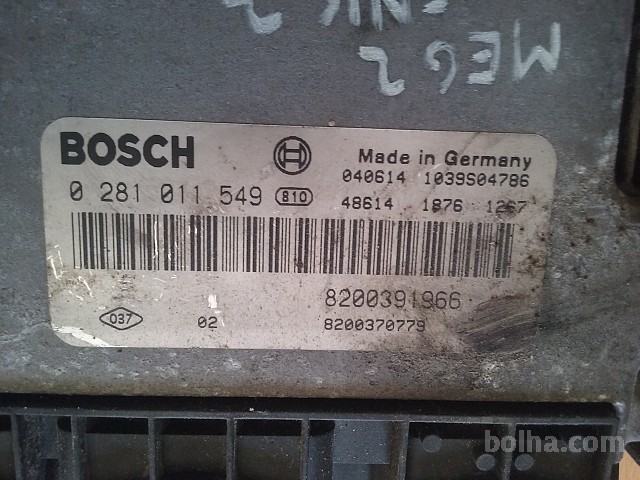 MEG 2
BOSCH
Made in Germany
040614 1039S04786
0 281 011 549 810
48614 1876 1267
8200391966
037 02
8200370779
bolha.com